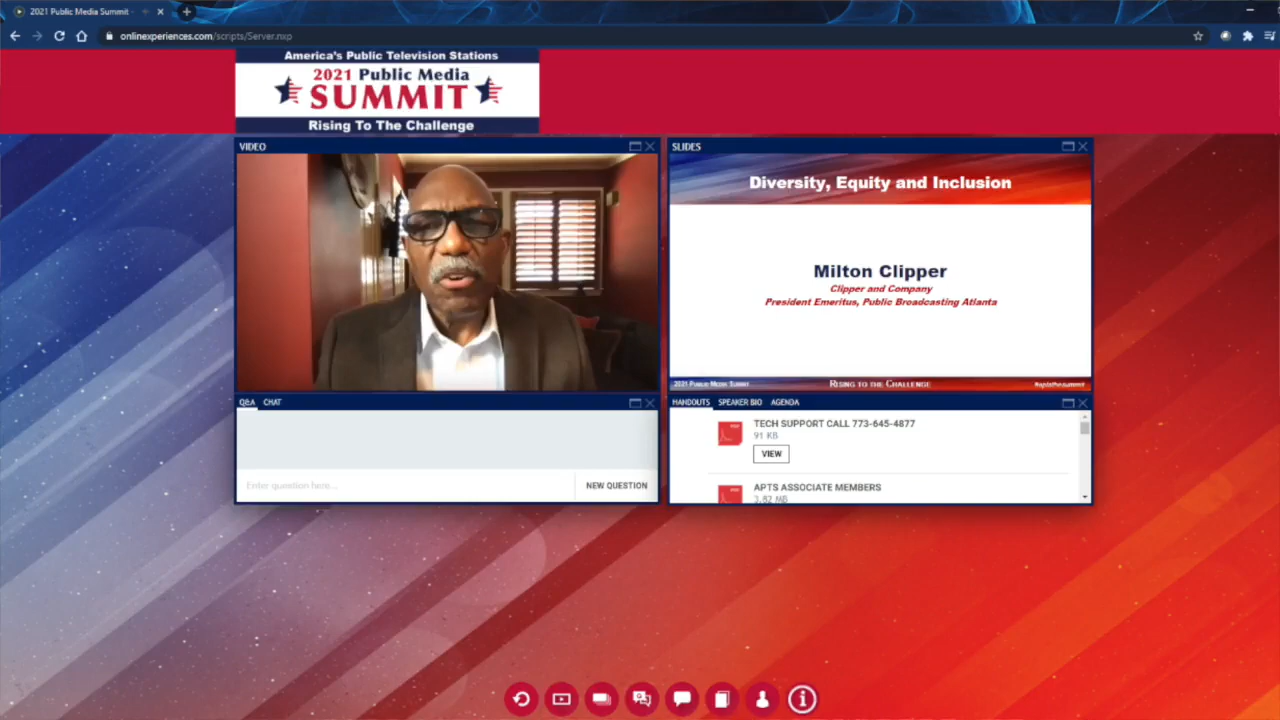 2021 Public Media Summit -
onlinexperiences.com/scripts/Server.nxp
America's Public Television Stations
2021 Public Media
SUMMIT
Rising To The Challenge
VIDEO
SLIDES
Diversity, Equity and Inclusion
Milton Clipper
Clipper and Company
President Emeritus, Public Broadcasting Atlanta
2021 Public Media Summit
Rising to the Challenge
Q&A CHAT
HANDOUTS SPEAKER BIO AGENDA
TECH SUPPORT CALL 773-645-4877
91 KB
VIEW
Enter question here...
NEW QUESTION
APTS ASSOCIATE MEMBERS
3.82 MB